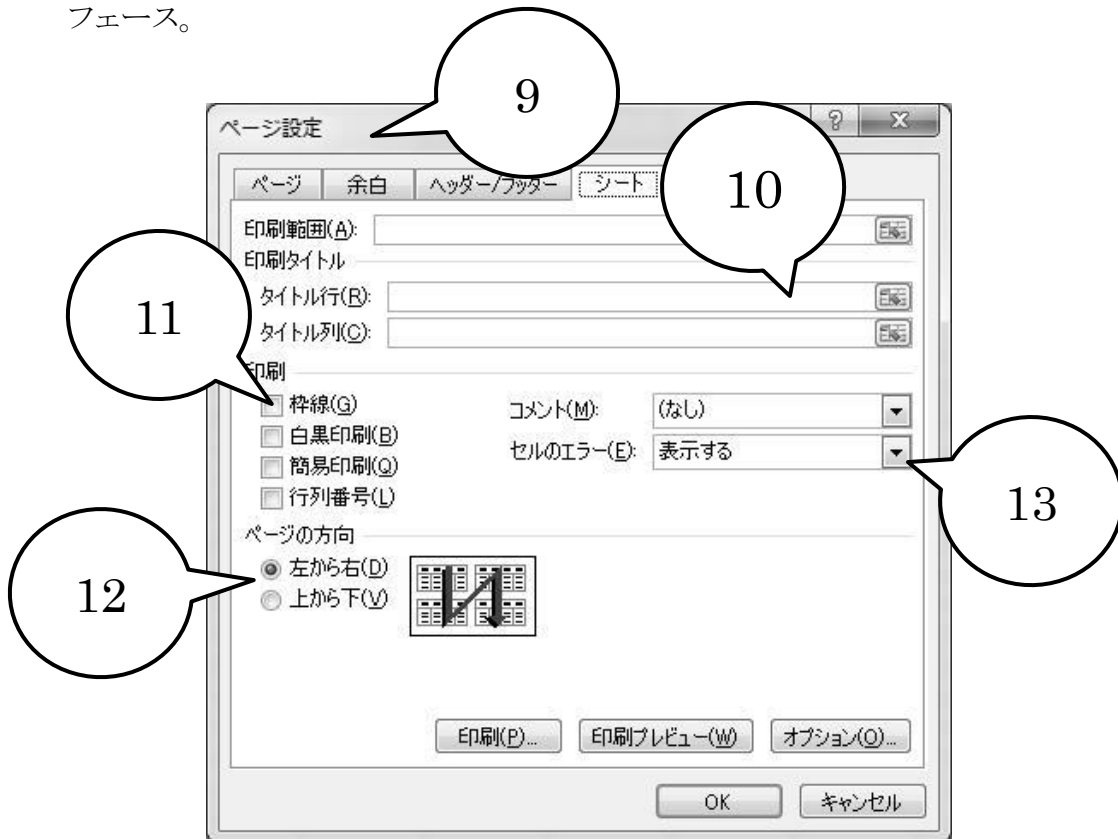 フェース。
9
ページ設定
ページ 余白 ヘッダー/フッター シート
10
印刷範囲(A):
印刷タイトル
タイトル行(R):
11
タイトル列(C):
印刷
枠線(G) コメント(M): (なし)
白黒印刷(B) セルのエラー(E): 表示する
簡易印刷(Q)
行列番号(L)
13
ページの方向
左から右(D)
12
上から下(V)
印刷(P)... 印刷プレビュー(W) オプション(O)...
OK キャンセル